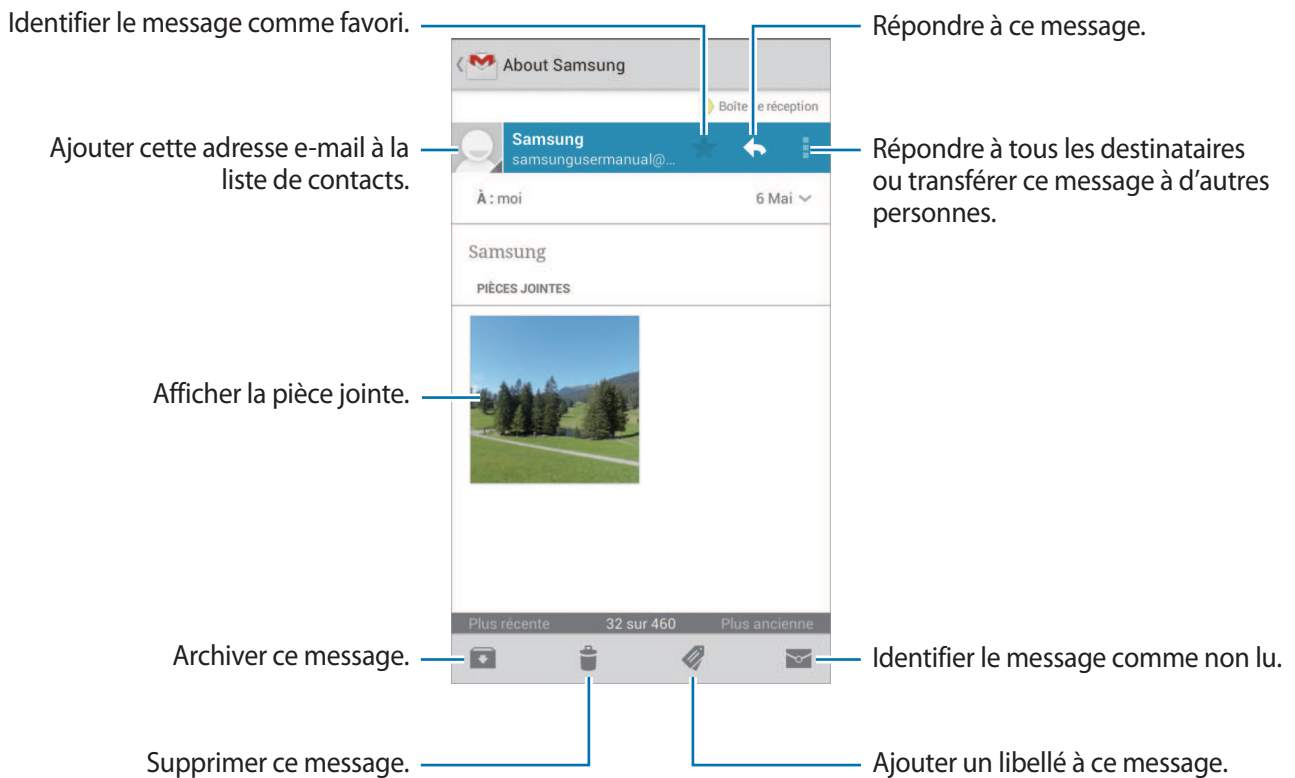 Identifier le message comme favori.
Répondre à ce message.
About Samsung
Boîte de réception
Ajouter cette adresse e-mail à la
liste de contacts.
Samsung
samsungusermanual@...
Répondre à tous les destinataires
ou transférer ce message à d'autres
personnes.
À : moi
6 Mai
Samsung
PIÈCES JOINTES
Afficher la pièce jointe.
Plus récente
32 sur 460
Plus ancienne
Archiver ce message.
Identifier le message comme non lu.
Supprimer ce message.
Ajouter un libellé à ce message.